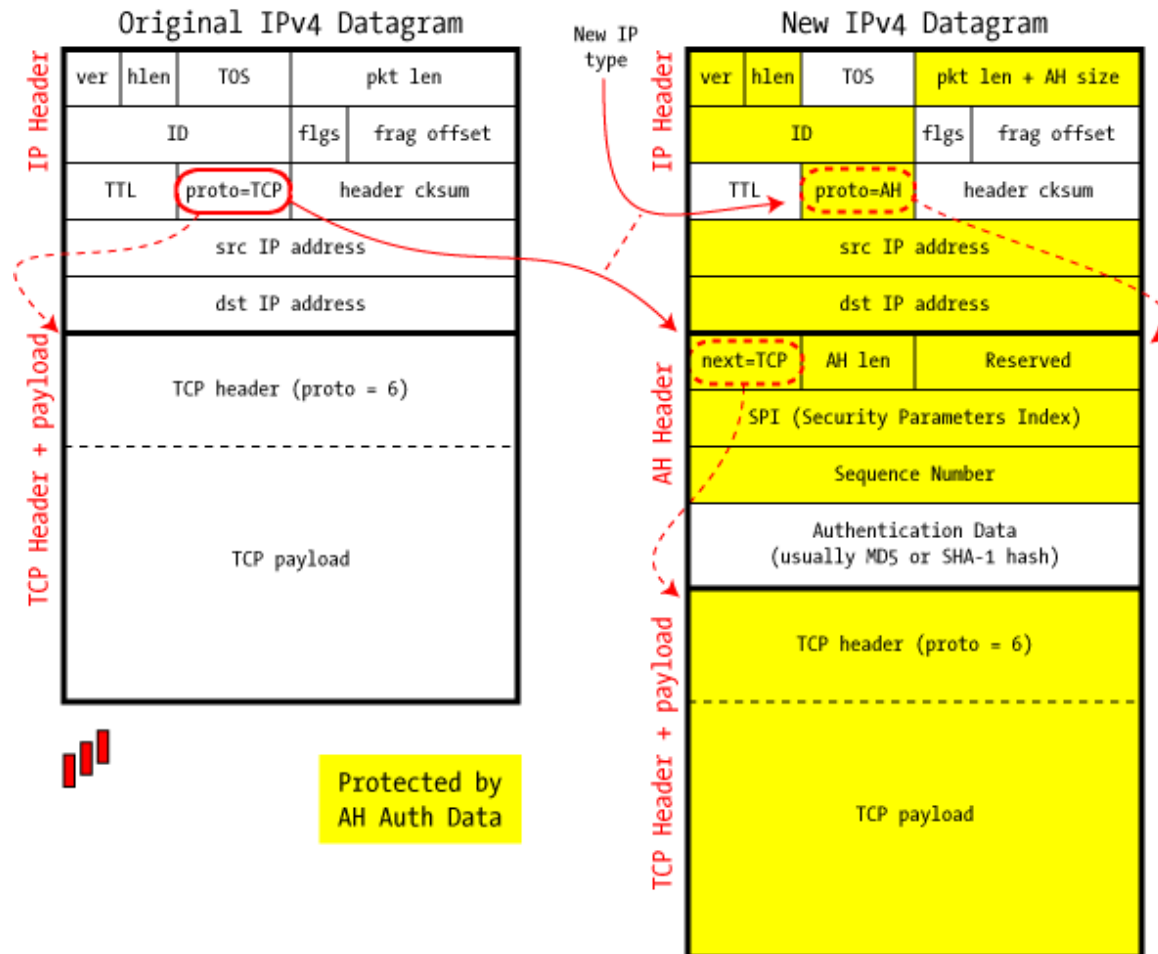 Original IPv4 Datagram
IP Header
ver hlen TOS pkt len
ID flgs frag offset
TTL proto=TCP header cksum
src IP address
dst IP address
TCP Header + payload
TCP header (proto = 6)
TCP payload
Protected by
AH Auth Data
New IP
type
New IPv4 Datagram
IP Header
ver hlen TOS pkt len + AH size
ID flgs frag offset
TTL proto=AH header cksum
src IP address
dst IP address
AH Header
next=TCP AH len Reserved
SPI (Security Parameters Index)
Sequence Number
Authentication Data
(usually MD5 or SHA-1 hash)
TCP Header + payload
TCP header (proto = 6)
TCP payload